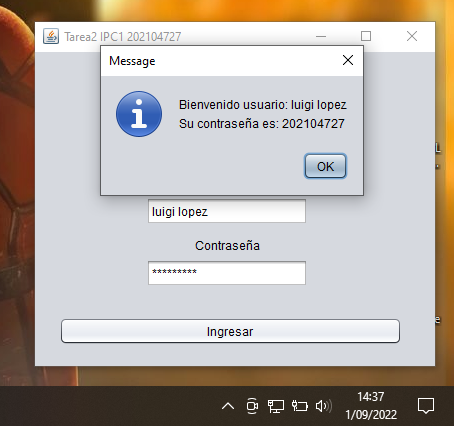 Tarea2 IPC1 202104727
Message
Bienvenido usuario: luigi lopez
Su contraseña es: 202104727
OK
luigi lopez
Contraseña
*********
Ingresar
14:37
1/09/2022